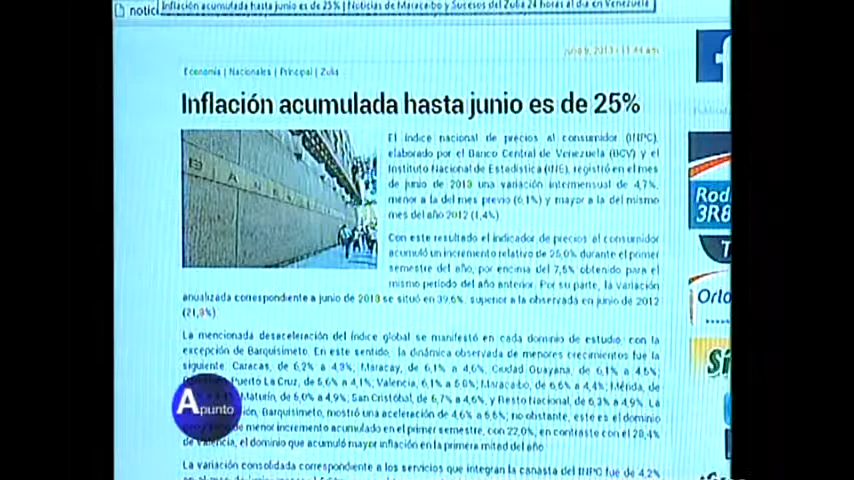 notici
Inflación acumulada hasta junio es de 25% | Noticias de Maracaibo y Sucesos del Zulia 24 horas al día en Venezuela
Economía | Nacionales | Principal | Zulia
Inflación acumulada hasta junio es de 25%
El índice nacional de precios al consumidor (INPC),
elaborado por el Banco Central de Venezuela (BCV) y el
Instituto Nacional de Estadística (INE), registró en el mes
de junio de 2013 una variación intermensual de 4,7%,
menor a la del mes previo (6,1%) y mayor a la del mismo
mes del año 2012 (1,4%).
Con este resultado el indicador de precios al consumidor
acumuló un incremento relativo de 25,0% durante el primer
semestre del año, por encima del 7,5% obtenido para el
mismo período del año anterior. Por su parte, la variación
anualizada correspondiente a junio de 2013 se situó en 39,6%, superior a la observada en junio de 2012
(21,3%).
La mencionada desaceleración del índice global se manifestó en cada dominio de estudio, con la
excepción de Barquisimeto. En este sentido, la dinámica observada de menores crecimientos fue la
siguiente: Caracas, de 6,2% a 4,3%; Maracay, de 6,1% a 4,6%; Ciudad Guayana, de 6,1% a 4,5%;
Puerto La Cruz, de 5,6% a 4,1%; Valencia, 6,1% a 5,0%; Maracaibo, de 6,6% a 4,4%; Mérida, de
Maturín, de 5,0% a 4,9%; San Cristóbal, de 6,7% a 4,6%, y Resto Nacional, de 6,3% a 4,9%. La
Barquisimeto, mostró una aceleración de 4,6% a 5,6%; no obstante, este es el dominio
de menor incremento acumulado en el primer semestre, con 22,0%, en contraste con el 28,4%
de Valencia, el dominio que acumuló mayor inflación en la primera mitad del año.
La variación consolidada correspondiente a los servicios que integran la canasta del INPC fue de 4,2%
Apunto
f
Rod
3R8
T
Orlo
Sí